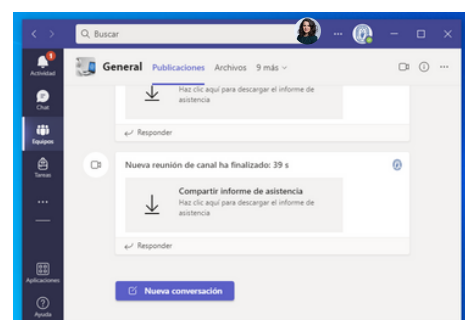 Buscar
1
Actividad
Chat
Equipos
Tareas
Aplicaciones
Ayuda
General Publicaciones Archivos 9 más
Haz clic aquí para descargar el informe de
asistencia
Responder
Nueva reunión de canal ha finalizado: 39 s
Compartir informe de asistencia
Haz clic aquí para descargar el informe de
asistencia
Responder
Nueva conversación